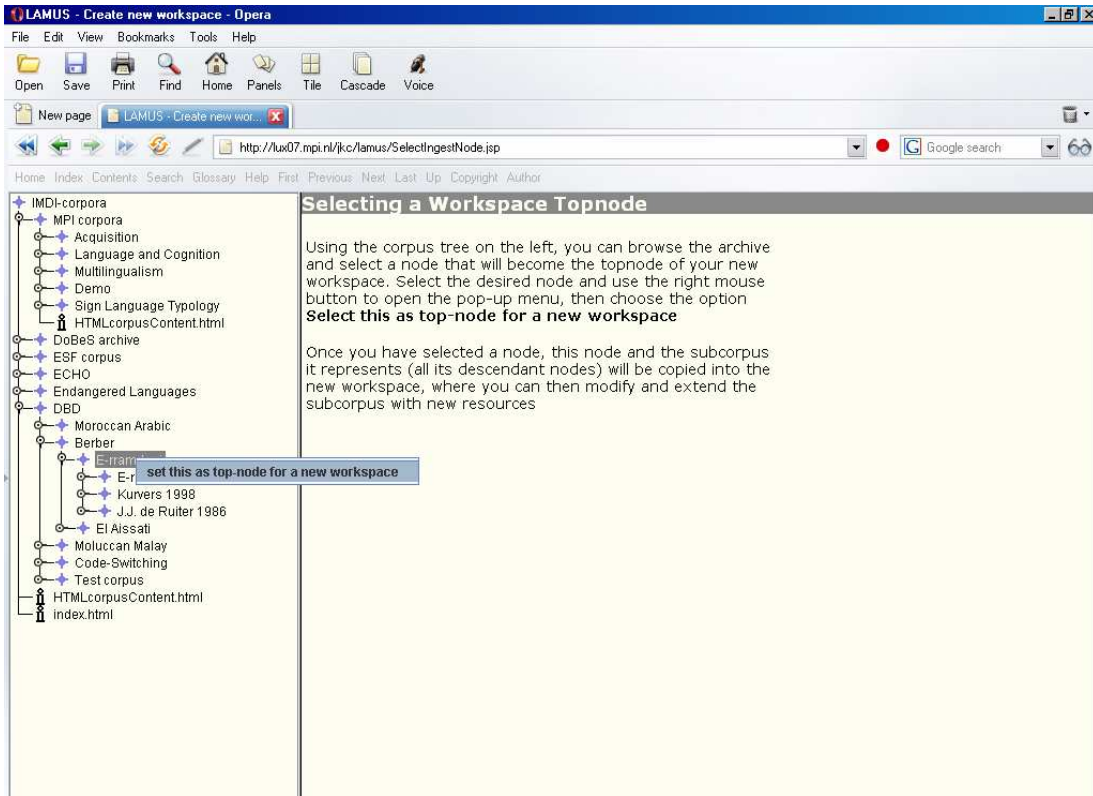 LAMUS - Create new workspace - Opera
File Edit View Bookmarks Tools Help
Open Save Print Find Home Panels Tile Cascade Voice
New page LAMUS - Create new wor...
http://lux07.mpi.nl/jkc/lamus/SelectIngestNode.jsp
Google search
Home Index Contents Search Glossary Help First Previous Next Last Up Copyright Author
IMDI-corpora
MPI corpora
Acquisition
Language and Cognition
Multilingualism
Demo
Sign Language Typology
HTMLcorpusContent.html
DoBeS archive
ESF corpus
ECHO
Endangered Languages
DBD
Moroccan Arabic
Berber
set this as top-node for a new workspace
Kurvers 1998
J.J. de Ruiter 1986
El Aissati
Moluccan Malay
Code-Switching
Test corpus
HTMLcorpusContent.html
index.html
Selecting a Workspace Topnode
Using the corpus tree on the left, you can browse the archive
and select a node that will become the topnode of your new
workspace. Select the desired node and use the right mouse
button to open the pop-up menu, then choose the option
Select this as top-node for a new workspace
Once you have selected a node, this node and the subcorpus
it represents (all its descendant nodes) will be copied into the
new workspace, where you can then modify and extend the
subcorpus with new resources